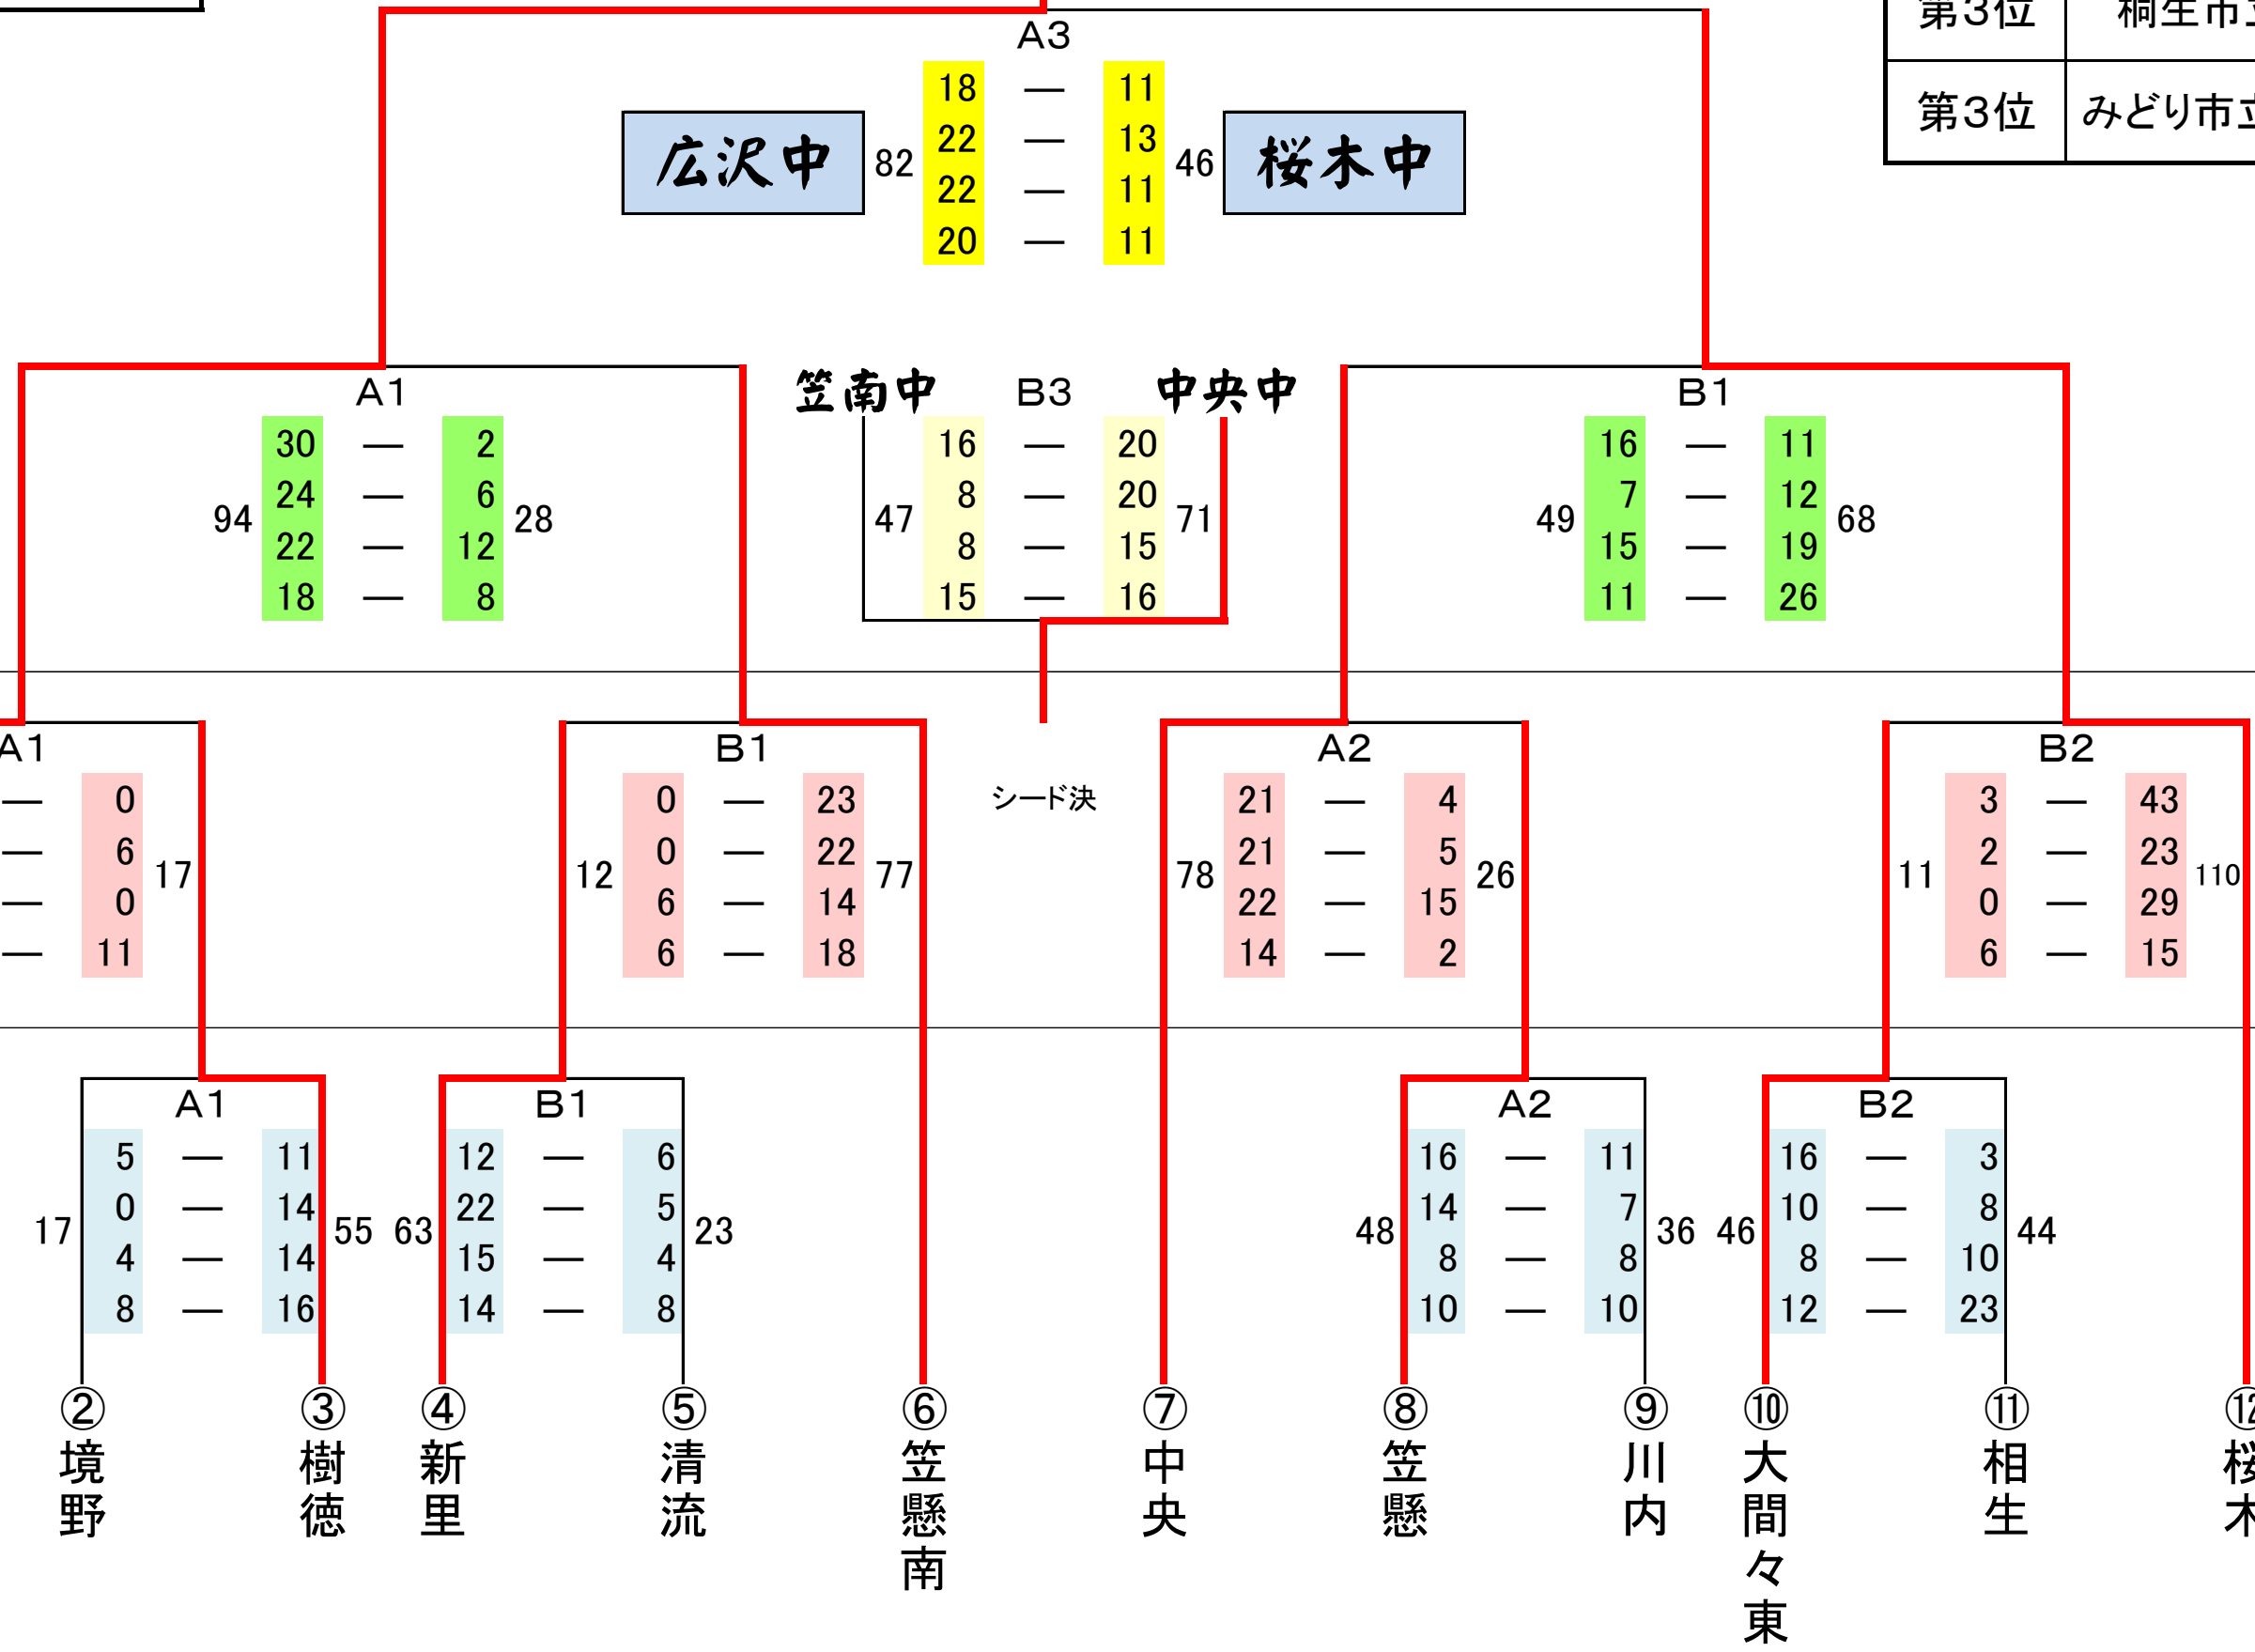 第3位 桐生市立
第3位 みどり市立
A3
18 — 11
広沢中 82 22 — 13 46 桜木中
22 — 11
20 — 11
A1 笠南中 B3 中央中 B1
30 — 2 16 — 20 16 — 11
24 — 6 8 — 20 7 — 12
94 28 47 71 49 68
22 — 12 8 — 15 15 — 19
18 — 8 15 — 16 11 — 26
A1 B1 A2 B2
— 0 0 — 23 シード決 21 — 4 3 — 43
— 6 0 — 22 21 — 5 2 — 23
17 12 77 78 26 11 110
— 0 6 — 14 22 — 15 0 — 29
— 11 6 — 18 14 — 2 6 — 15
A1 B1 A2 B2
5 — 11 12 — 6 16 — 11 16 — 3
0 — 14 22 — 5 14 — 7 10 — 8
17 55 63 23 48 36 46 44
4 — 14 15 — 4 8 — 8 8 — 10
8 — 16 14 — 8 10 — 10 12 — 23
② ③ ④ ⑤ ⑥ ⑦ ⑧ ⑨ ⑩ ⑪ ⑫
境野 樹徳 新里 清流 笠懸南 中央 笠懸 川内 大間々東 相生 桜木